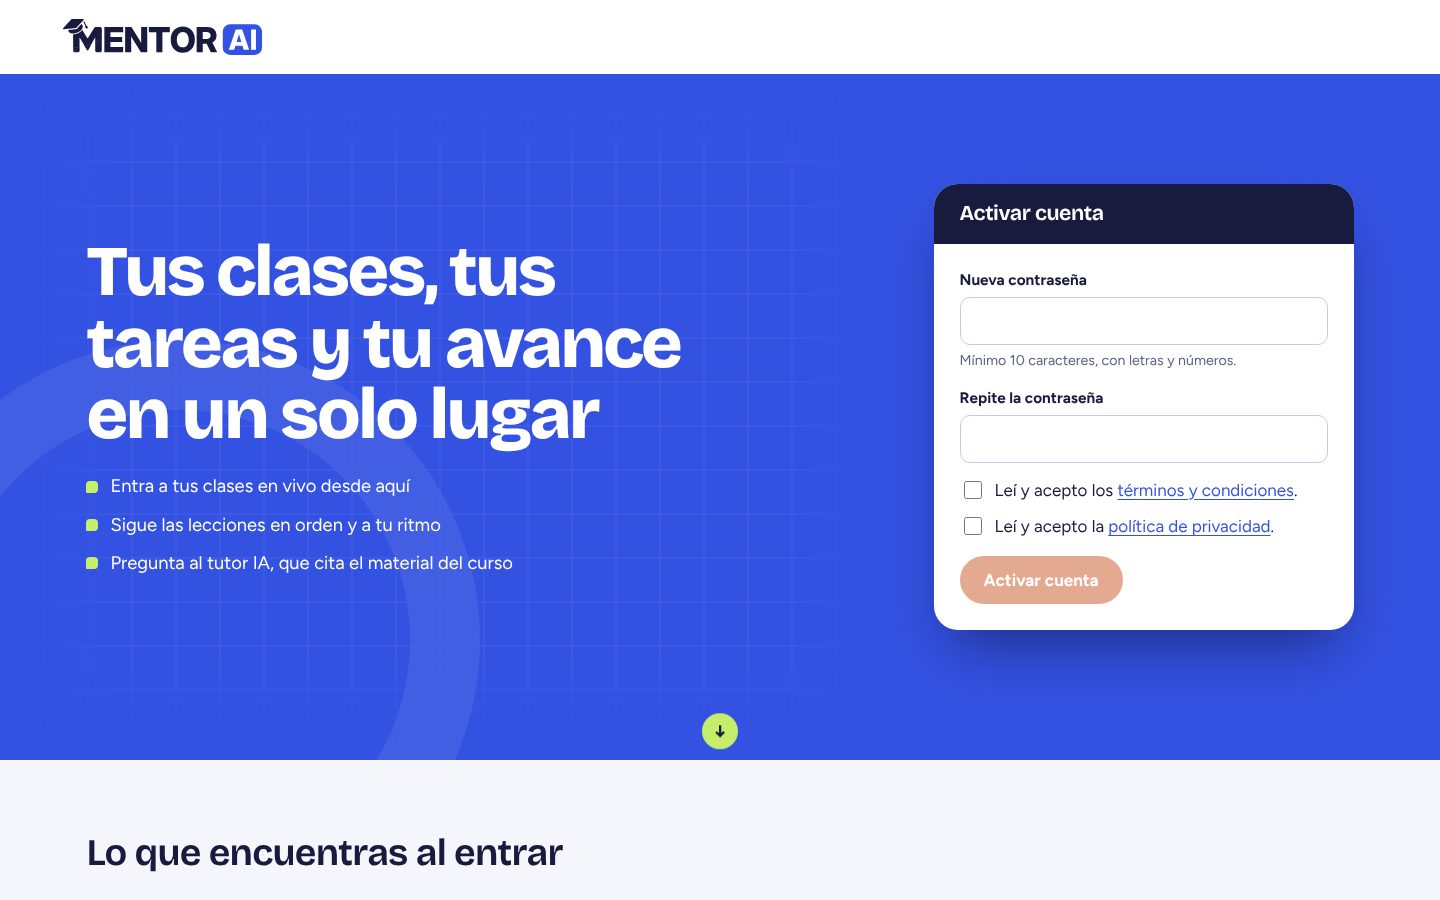 MENTOR AI
Tus clases, tus
tareas y tu avance
en un solo lugar
Entra a tus clases en vivo desde aquí
Sigue las lecciones en orden y a tu ritmo
Pregunta al tutor IA, que cita el material del curso
Activar cuenta
Nueva contraseña
Mínimo 10 caracteres, con letras y números.
Repite la contraseña
Leí y acepto los términos y condiciones.
Leí y acepto la política de privacidad.
Activar cuenta
Lo que encuentras al entrar